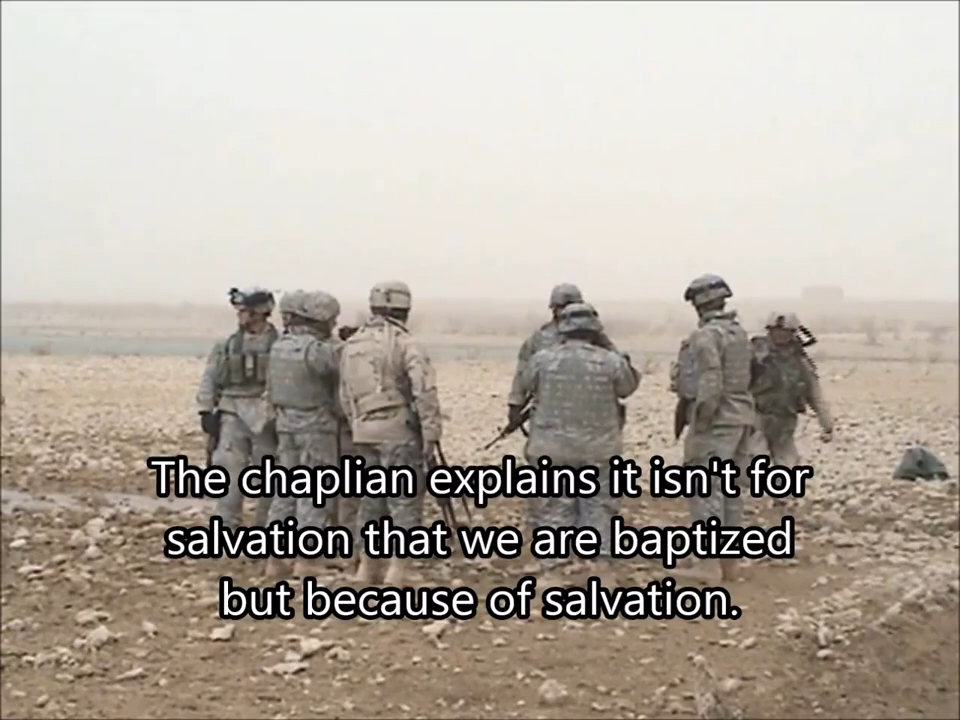 The chaplian explains it isn't for
salvation that we are baptized
but because of salvation.